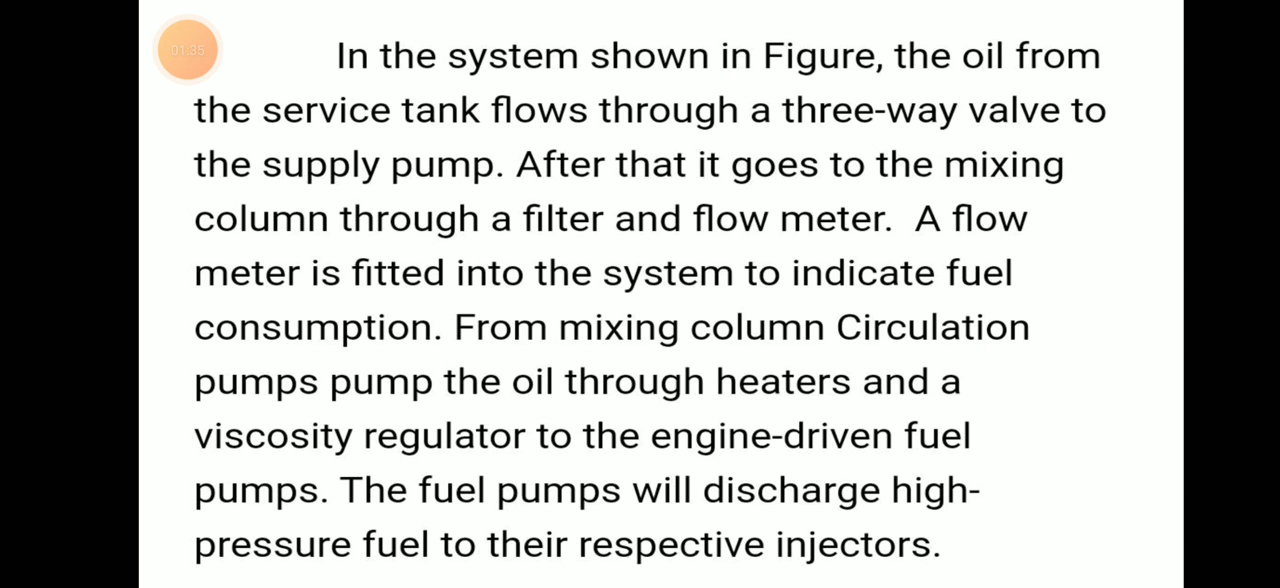 01:35
In the system shown in Figure, the oil from
the service tank flows through a three-way valve to
the supply pump. After that it goes to the mixing
column through a filter and flow meter.  A flow
meter is fitted into the system to indicate fuel
consumption. From mixing column Circulation
pumps pump the oil through heaters and a
viscosity regulator to the engine-driven fuel
pumps. The fuel pumps will discharge high-
pressure fuel to their respective injectors.